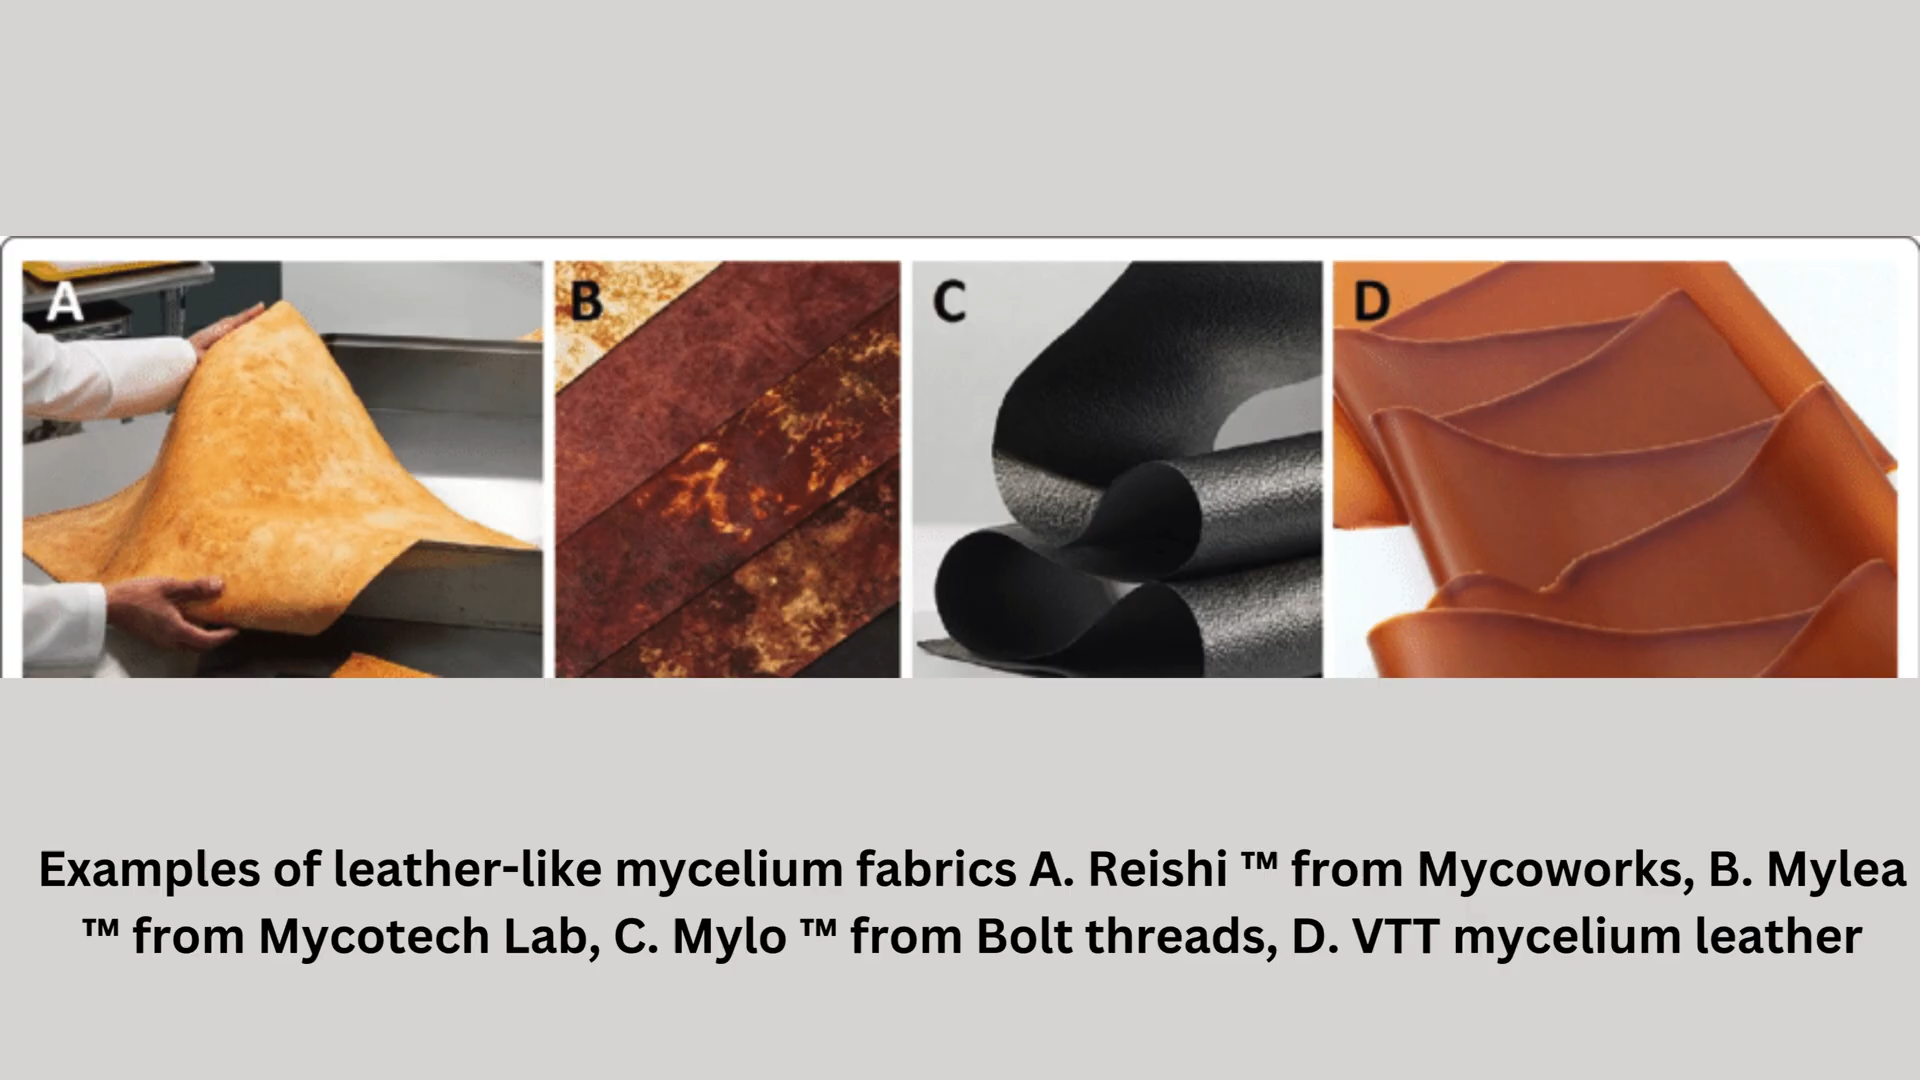 A
B
C
D
Examples of leather-like mycelium fabrics A. Reishi ™ from Mycoworks, B. Mylea
™ from Mycotech Lab, C. Mylo ™ from Bolt threads, D. VTT mycelium leather